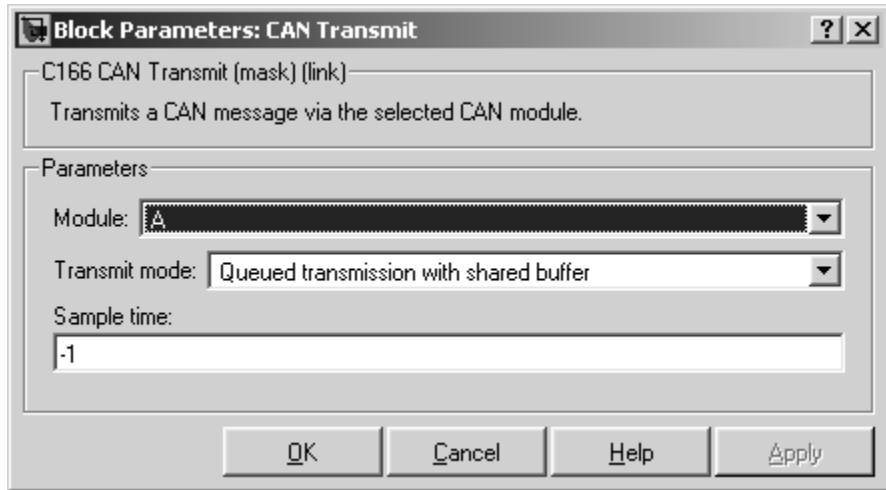 Block Parameters: CAN Transmit ? X
C166 CAN Transmit (mask) (link)
Transmits a CAN message via the selected CAN module.
Parameters
Module: A
Transmit mode: Queued transmission with shared buffer
Sample time:
-1
OK Cancel Help Apply